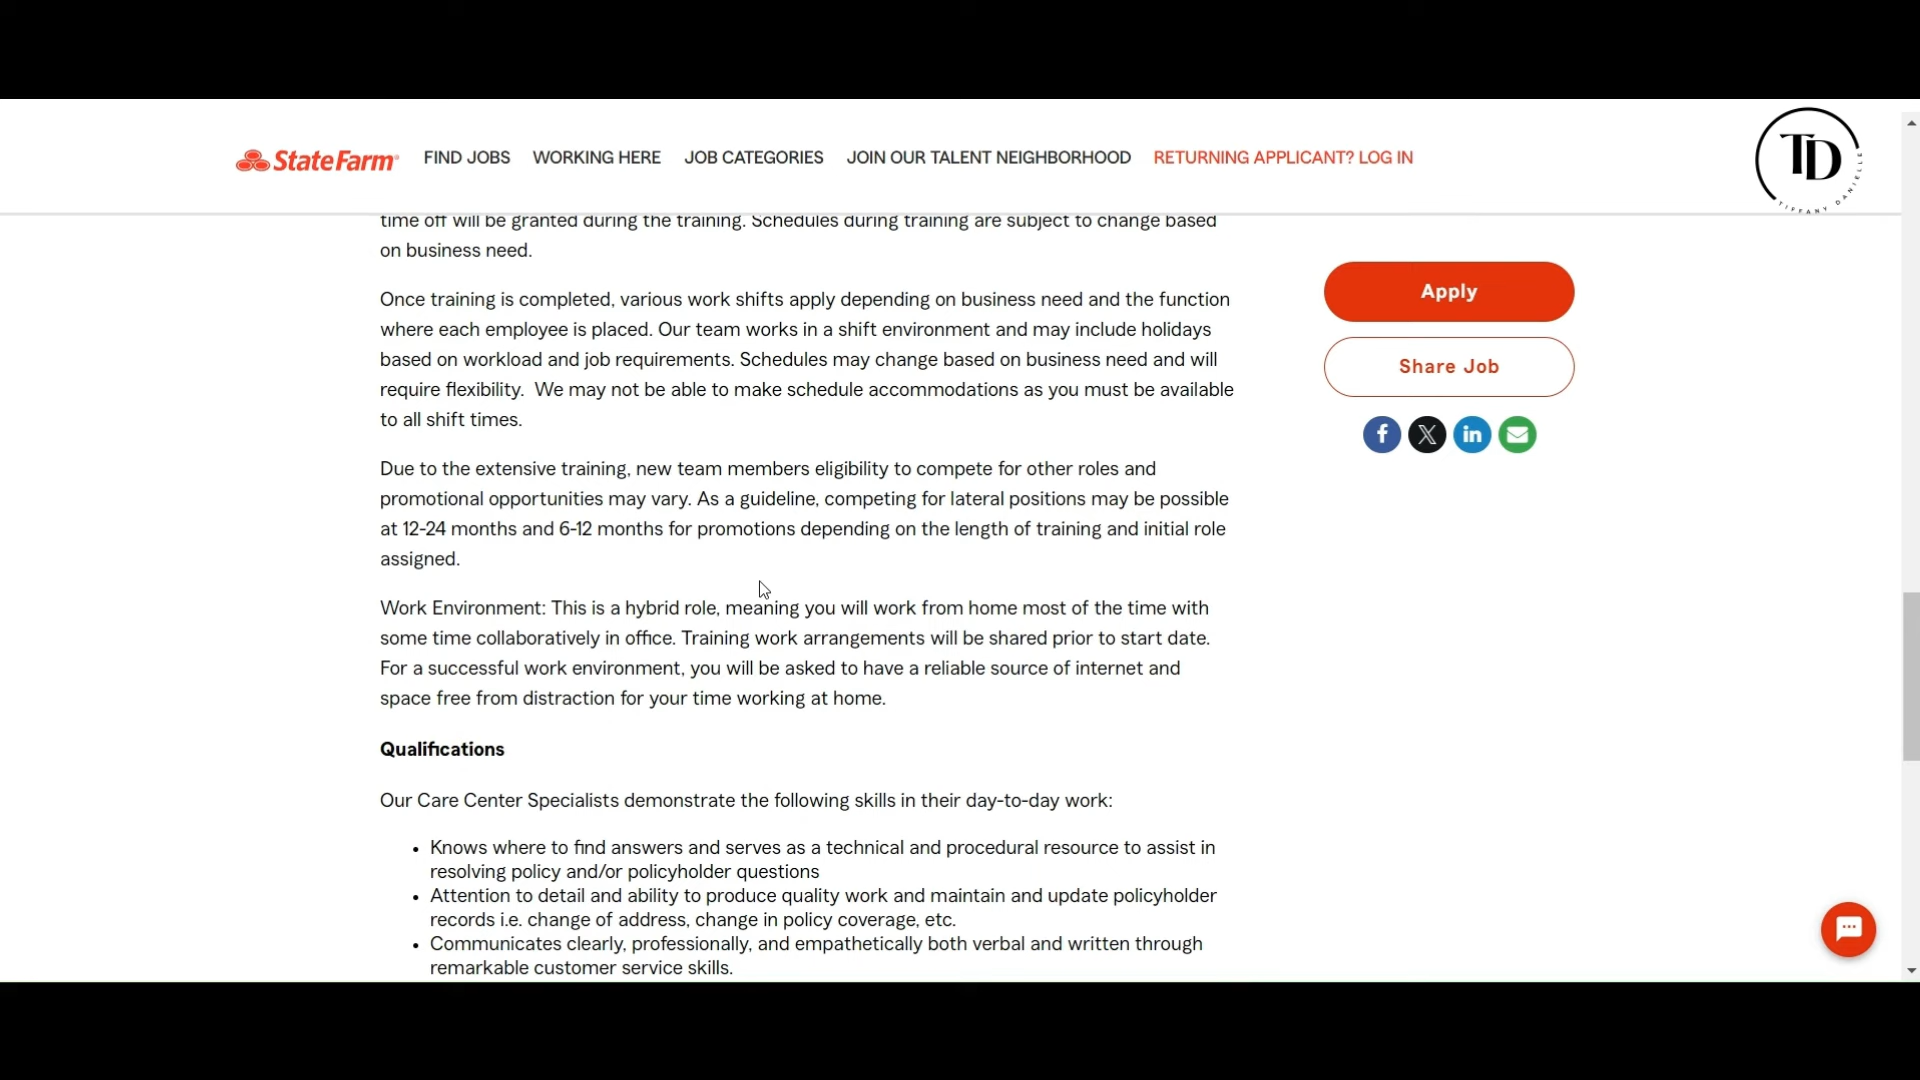 StateFarm®
FIND JOBS
WORKING HERE
JOB CATEGORIES
JOIN OUR TALENT NEIGHBORHOOD
RETURNING APPLICANT? LOG IN
TD
TIFFANY DANIELLE
time off will be granted during the training. Schedules during training are subject to change based
on business need.
Once training is completed, various work shifts apply depending on business need and the function
where each employee is placed. Our team works in a shift environment and may include holidays
based on workload and job requirements. Schedules may change based on business need and will
require flexibility.  We may not be able to make schedule accommodations as you must be available
to all shift times.
Due to the extensive training, new team members eligibility to compete for other roles and
promotional opportunities may vary. As a guideline, competing for lateral positions may be possible
at 12-24 months and 6-12 months for promotions depending on the length of training and initial role
assigned.
Work Environment: This is a hybrid role, meaning you will work from home most of the time with
some time collaboratively in office. Training work arrangements will be shared prior to start date.
For a successful work environment, you will be asked to have a reliable source of internet and
space free from distraction for your time working at home.
Qualifications
Our Care Center Specialists demonstrate the following skills in their day-to-day work:
• Knows where to find answers and serves as a technical and procedural resource to assist in
resolving policy and/or policyholder questions
• Attention to detail and ability to produce quality work and maintain and update policyholder
records i.e. change of address, change in policy coverage, etc.
• Communicates clearly, professionally, and empathetically both verbal and written through
remarkable customer service skills.
Apply
Share Job